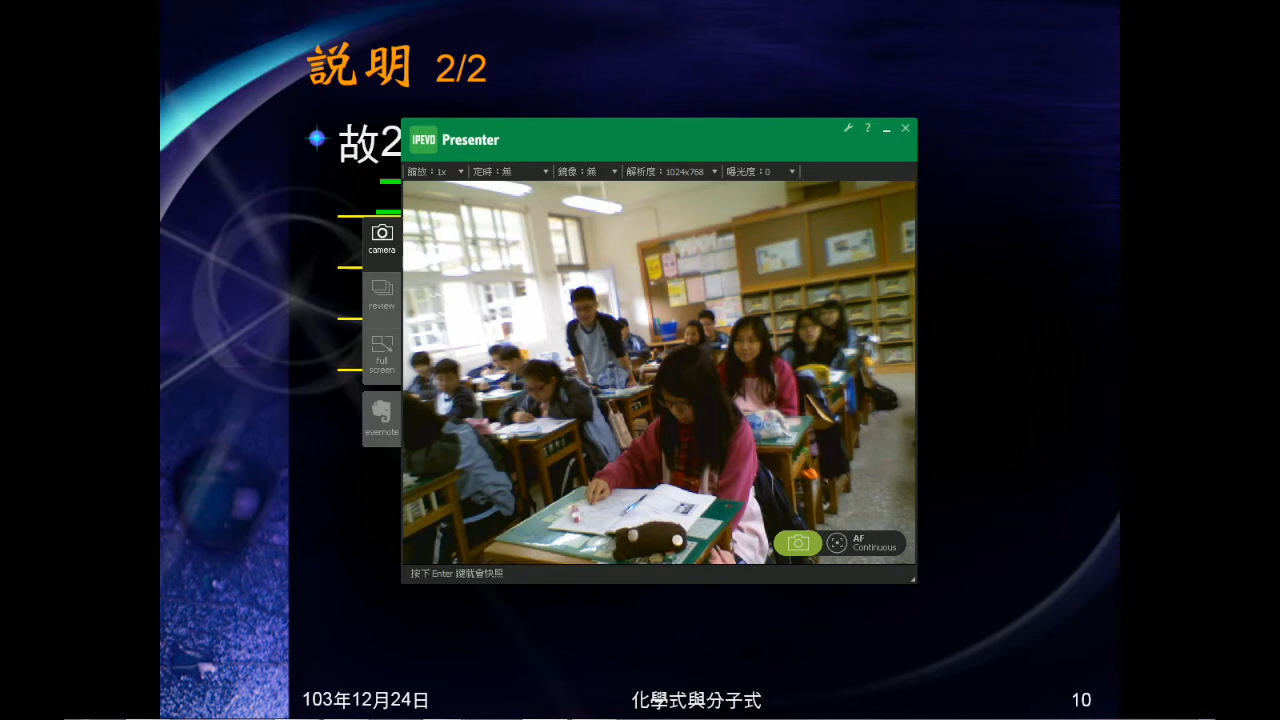 說明 2/2
故2
IPEVO Presenter
縮放:1x 定時:無 鏡像:無 解析度:1024x768 曝光度:0
camera
review
full
screen
evernote
AF
Continuous
按下 Enter 鍵就會快照
103年12月24日 化學式與分子式 10